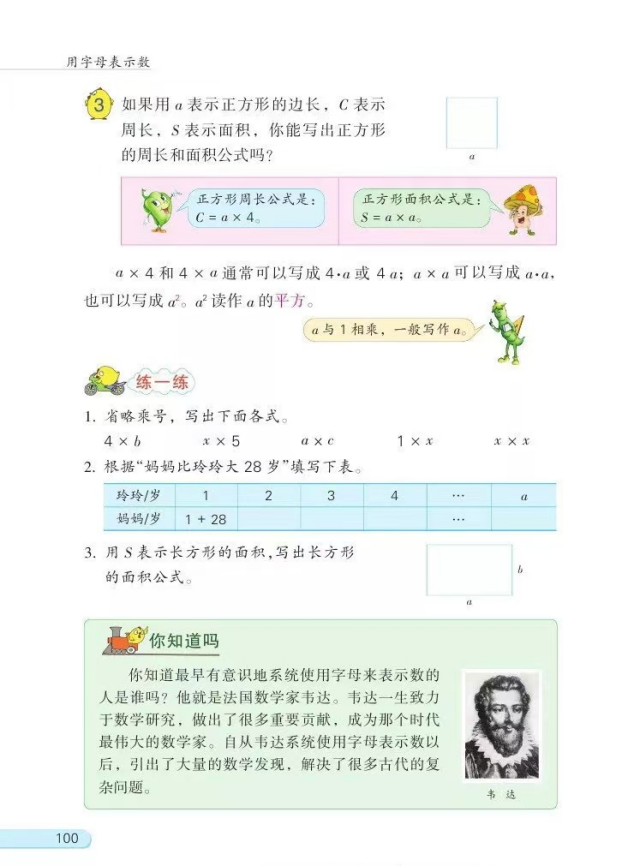 用字母表示数
3 如果用 a 表示正方形的边长，C 表示
周长，S 表示面积，你能写出正方形
的周长和面积公式吗？
a
正方形周长公式是：
C = a × 4。
正方形面积公式是：
S = a × a。
a × 4 和 4 × a 通常可以写成 4·a 或 4a；a × a 可以写成 a·a，
也可以写成 a²。a² 读作 a 的平方。
a 与 1 相乘，一般写作 a。
练一练
1. 省略乘号，写出下面各式。
4 × b x × 5 a × c 1 × x x × x
2. 根据“妈妈比玲玲大 28 岁”填写下表。
玲玲/岁 1 2 3 4 … a
妈妈/岁 1 + 28 …
3. 用 S 表示长方形的面积，写出长方形
的面积公式。
b
a
你知道吗
你知道最早有意识地系统使用字母来表示数的
人是谁吗？他就是法国数学家韦达。韦达一生致力
于数学研究，做出了很多重要贡献，成为那个时代
最伟大的数学家。自从韦达系统使用字母表示数以
后，引出了大量的数学发现，解决了很多古代的复
杂问题。
韦 达
100